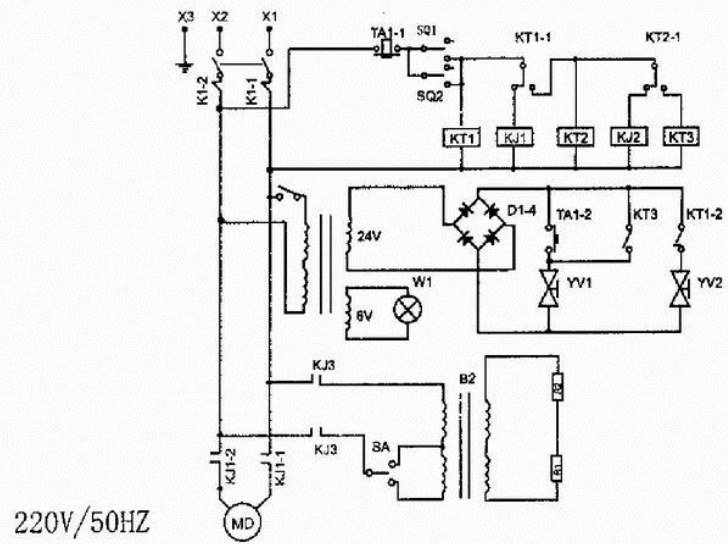 X3 X2 X1
TA1-1 SQ1 KT1-1 KT2-1
K1-2 K1-1 SQ2
KT1 KJ1 KT2 KJ2 KT3
D1-4 TA1-2 KT3 KT1-2
24V
W1 YV1 YV2
6V
KJ3 B2
KJ3 SA
KJ1-2 KJ1-1
220V/50HZ MD